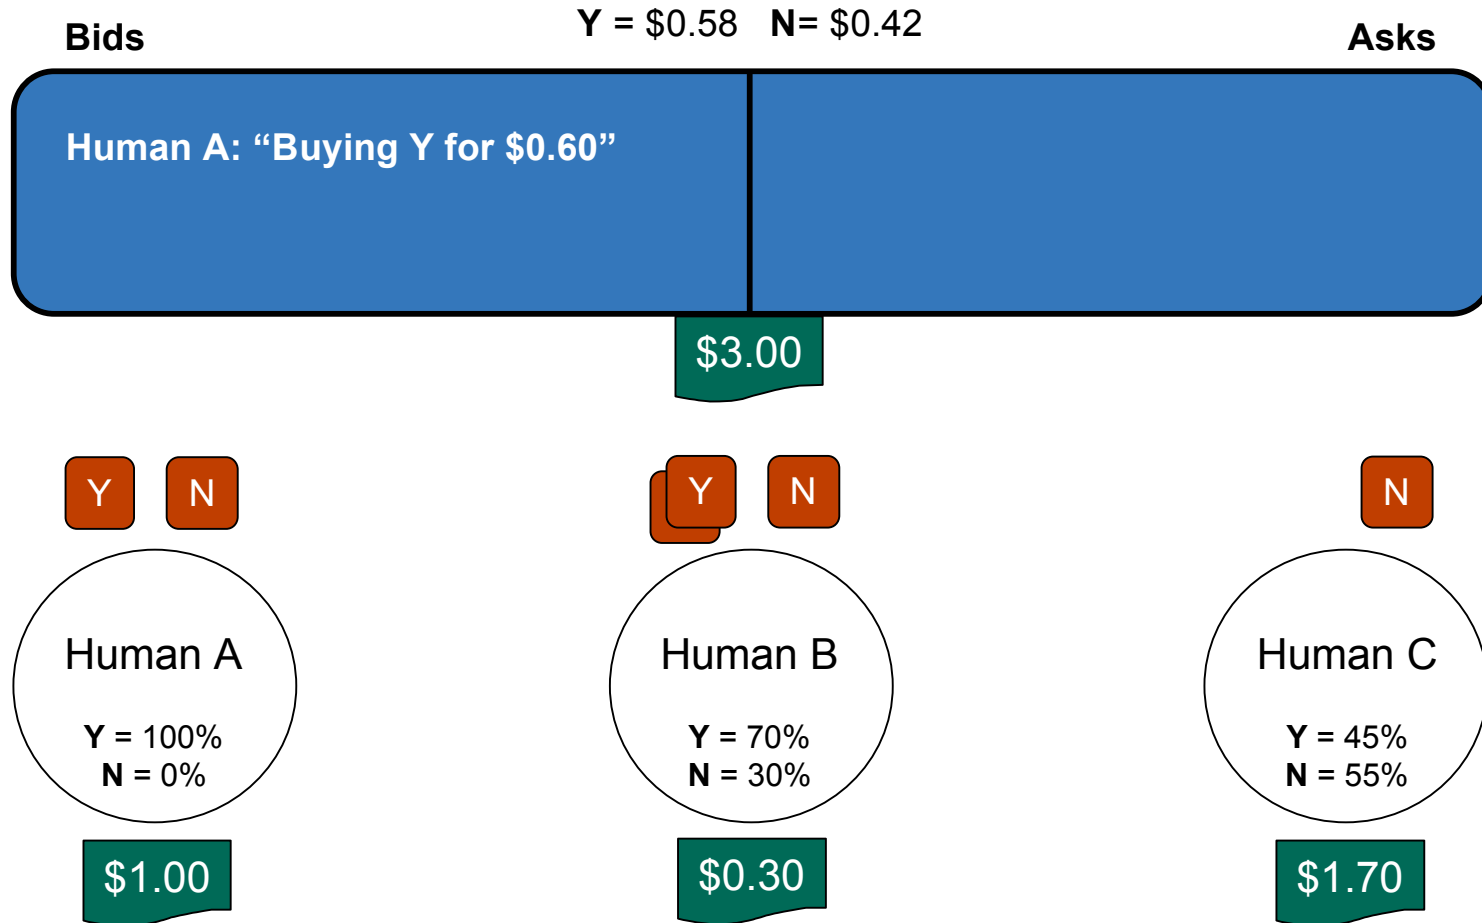 Bids
Y = $0.58 N= $0.42
Asks
Human A: “Buying Y for $0.60”
$3.00
Y N
Y N
N
Human A
Y = 100%
N = 0%
Human B
Y = 70%
N = 30%
Human C
Y = 45%
N = 55%
$1.00
$0.30
$1.70